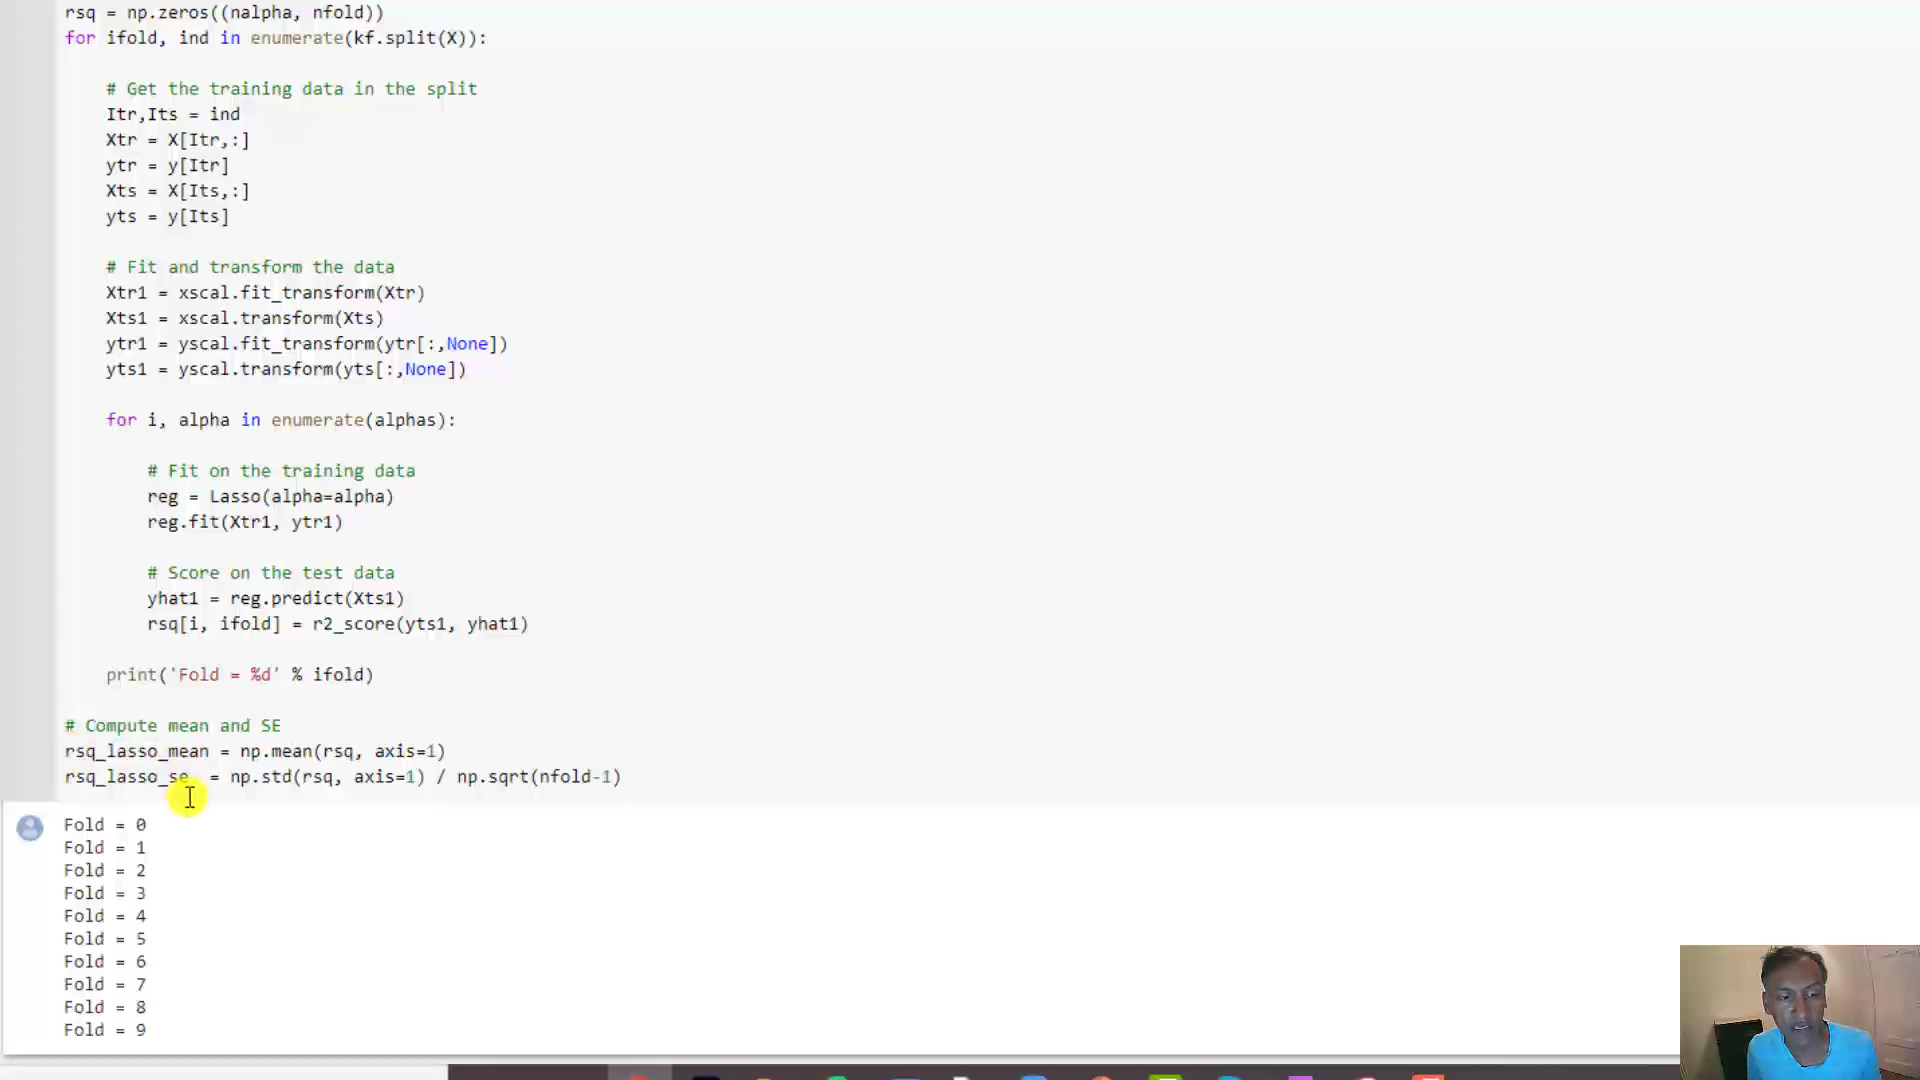 rsq = np.zeros((nalpha, nfold))
for ifold, ind in enumerate(kf.split(X)):
# Get the training data in the split
Itr,Its = ind
Xtr = X[Itr,:]
ytr = y[Itr]
Xts = X[Its,:]
yts = y[Its]
# Fit and transform the data
Xtr1 = xscal.fit_transform(Xtr)
Xts1 = xscal.transform(Xts)
ytr1 = yscal.fit_transform(ytr[:,None])
yts1 = yscal.transform(yts[:,None])
for i, alpha in enumerate(alphas):
# Fit on the training data
reg = Lasso(alpha=alpha)
reg.fit(Xtr1, ytr1)
# Score on the test data
yhat1 = reg.predict(Xts1)
rsq[i, ifold] = r2_score(yts1, yhat1)
print('Fold = %d' % ifold)
# Compute mean and SE
rsq_lasso_mean = np.mean(rsq, axis=1)
rsq_lasso_se  = np.std(rsq, axis=1) / np.sqrt(nfold-1)
Fold = 0
Fold = 1
Fold = 2
Fold = 3
Fold = 4
Fold = 5
Fold = 6
Fold = 7
Fold = 8
Fold = 9